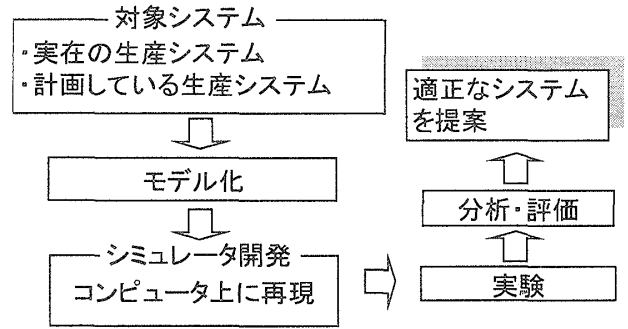 対象システム
・実在の生産システム
・計画している生産システム
モデル化
シミュレータ開発
コンピュータ上に再現
実験
分析・評価
適正なシステム
を提案